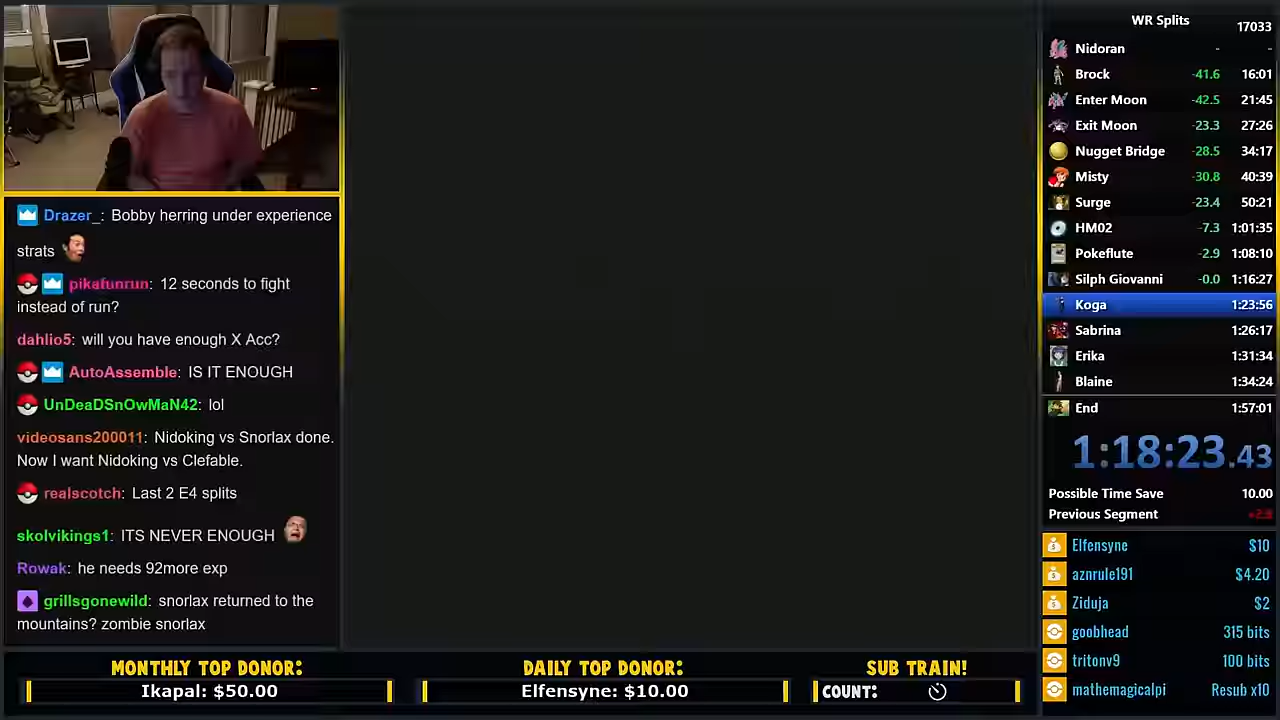 Drazer_: Bobby herring under experience
strats
pikafunrun: 12 seconds to fight
instead of run?
dahlio5: will you have enough X Acc?
AutoAssemble: IS IT ENOUGH
UnDeaDSnOwMaN42: lol
videosans200011: Nidoking vs Snorlax done.
Now I want Nidoking vs Clefable.
realscotch: Last 2 E4 splits
skolvikings1: ITS NEVER ENOUGH
Rowak: he needs 92more exp
grillsgonewild: snorlax returned to the
mountains? zombie snorlax
WR Splits
17033
Nidoran - -
Brock -41.6 16:01
Enter Moon -42.5 21:45
Exit Moon -23.3 27:26
Nugget Bridge -28.5 34:17
Misty -30.8 40:39
Surge -23.4 50:21
HM02 -7.3 1:01:35
Pokeflute -2.9 1:08:10
Silph Giovanni -0.0 1:16:27
Koga 1:23:56
Sabrina 1:26:17
Erika 1:31:34
Blaine 1:34:24
End 1:57:01
1:18:23.43
Possible Time Save 10.00
Previous Segment +2.9
Elfensyne $10
aznrule191 $4.20
Ziduja $2
goobhead 315 bits
tritonv9 100 bits
mathemagicalpi Resub x10
MONTHLY TOP DONOR:
Ikapal: $50.00
DAILY TOP DONOR:
Elfensyne: $10.00
SUB TRAIN!
COUNT: